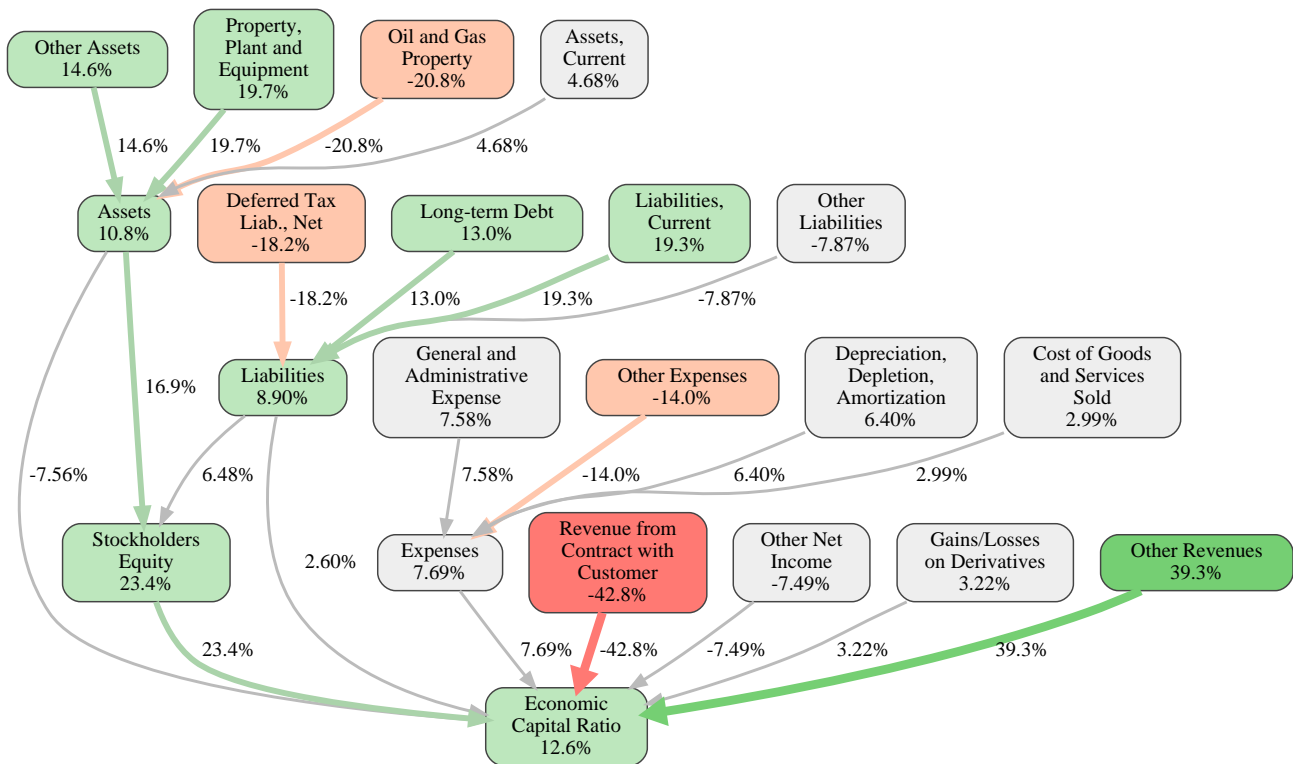 Other Assets
14.6%
Property,
Plant and
Equipment
19.7%
Oil and Gas
Property
-20.8%
Assets,
Current
4.68%
14.6%
19.7%
-20.8%
4.68%
Assets
10.8%
Deferred Tax
Liab., Net
-18.2%
Long-term Debt
13.0%
Liabilities,
Current
19.3%
Other
Liabilities
-7.87%
-18.2%
13.0%
19.3%
-7.87%
16.9%
Liabilities
8.90%
General and
Administrative
Expense
7.58%
Other Expenses
-14.0%
Depreciation,
Depletion,
Amortization
6.40%
Cost of Goods
and Services
Sold
2.99%
-7.56%
6.48%
7.58%
-14.0%
6.40%
2.99%
Stockholders
Equity
23.4%
2.60%
Expenses
7.69%
Revenue from
Contract with
Customer
-42.8%
Other Net
Income
-7.49%
Gains/Losses
on Derivatives
3.22%
Other Revenues
39.3%
23.4%
7.69%
-42.8%
-7.49%
3.22%
39.3%
Economic
Capital Ratio
12.6%